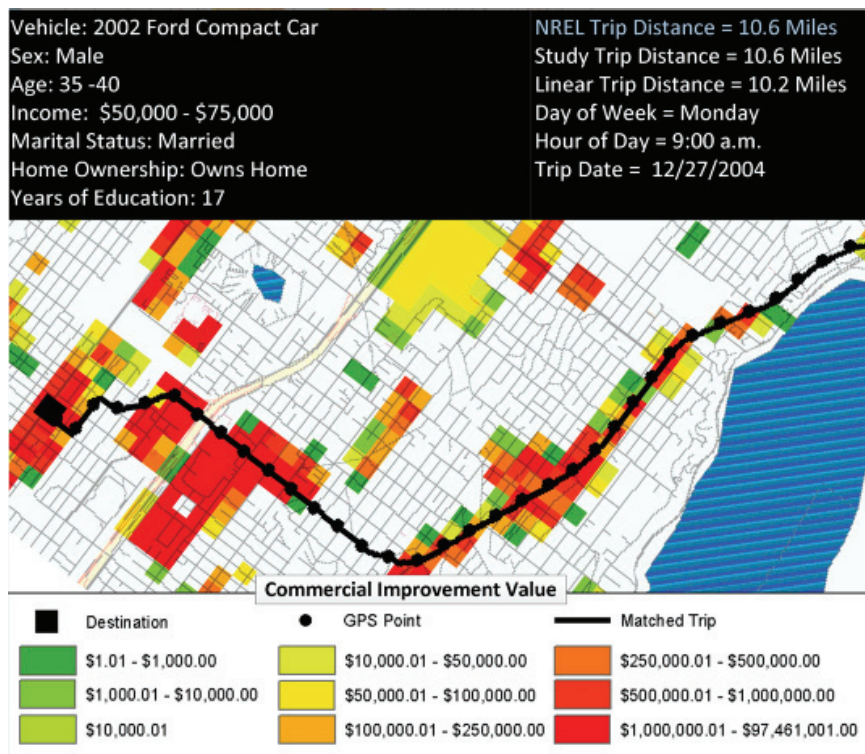 Vehicle: 2002 Ford Compact Car
Sex: Male
Age: 35 -40
Income: $50,000 - $75,000
Marital Status: Married
Home Ownership: Owns Home
Years of Education: 17
NREL Trip Distance = 10.6 Miles
Study Trip Distance = 10.6 Miles
Linear Trip Distance = 10.2 Miles
Day of Week = Monday
Hour of Day = 9:00 a.m.
Trip Date = 12/27/2004
Commercial Improvement Value
Destination
GPS Point
Matched Trip
$1.01 - $1,000.00
$10,000.01 - $50,000.00
$250,000.01 - $500,000.00
$1,000.01 - $10,000.00
$50,000.01 - $100,000.00
$500,000.01 - $1,000,000.00
$10,000.01
$100,000.01 - $250,000.00
$1,000,000.01 - $97,461,001.00